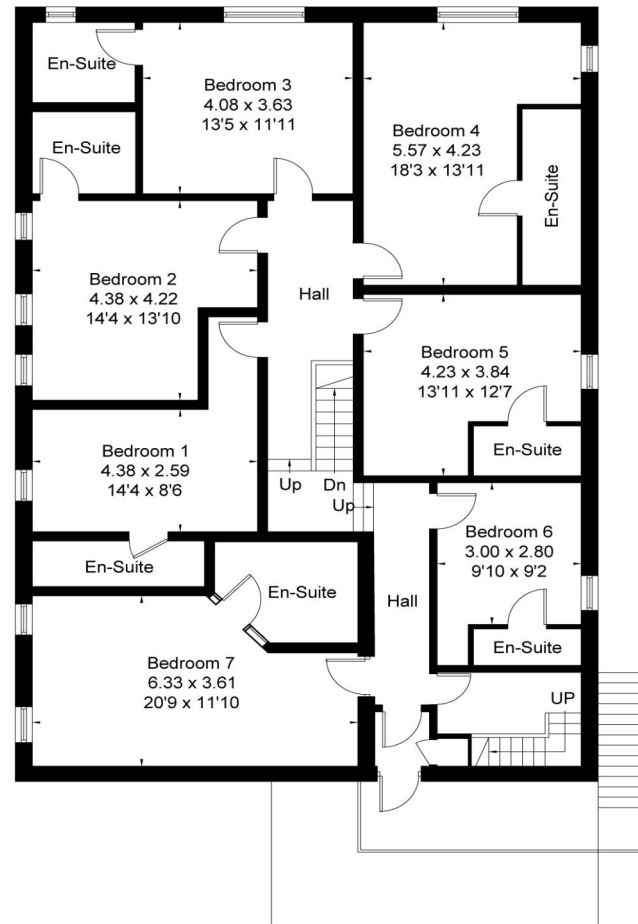 En-Suite
Bedroom 3
4.08 x 3.63
13'5 x 11'11
Bedroom 4
5.57 x 4.23
18'3 x 13'11
En-Suite
En-Suite
Bedroom 2
4.38 x 4.22
14'4 x 13'10
Hall
Bedroom 5
4.23 x 3.84
13'11 x 12'7
En-Suite
Bedroom 1
4.38 x 2.59
14'4 x 8'6
Up
Dn
Up
En-Suite
En-Suite
Hall
Bedroom 6
3.00 x 2.80
9'10 x 9'2
En-Suite
Bedroom 7
6.33 x 3.61
20'9 x 11'10
UP